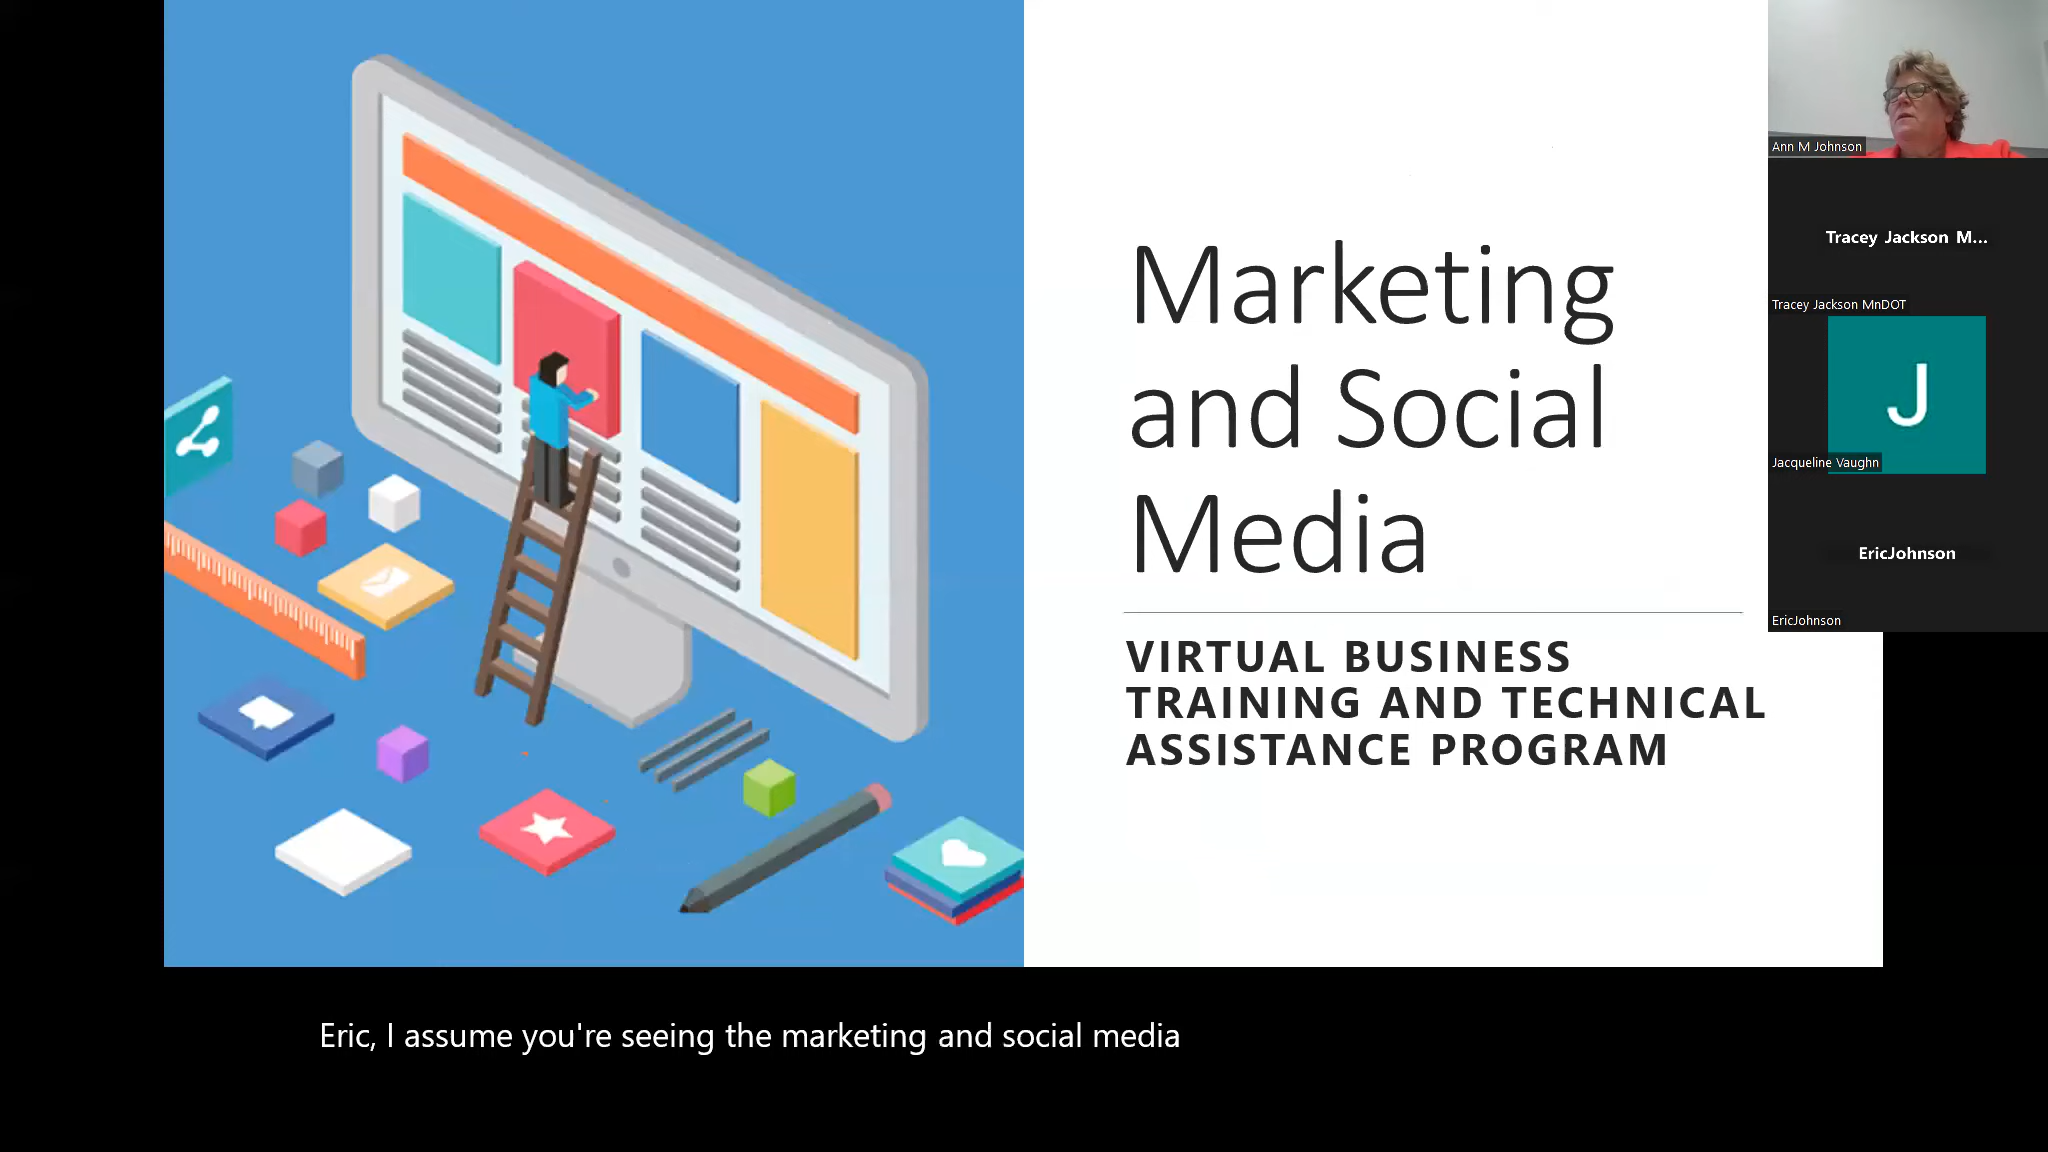 Marketing
and Social
Media
VIRTUAL BUSINESS
TRAINING AND TECHNICAL
ASSISTANCE PROGRAM
Ann M Johnson
Tracey Jackson M...
Tracey Jackson MnDOT
J
Jacqueline Vaughn
EricJohnson
EricJohnson
Eric, I assume you're seeing the marketing and social media